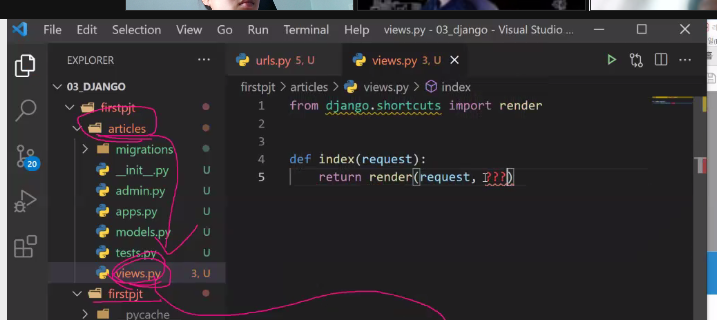 File Edit Selection View Go Run Terminal Help views.py - 03_django - Visual Studio ...
EXPLORER ...
urls.py 5, U
views.py 3, U
03_DJANGO
firstpjt
articles
migrations
__init__.py U
admin.py U
apps.py U
models.py U
tests.py U
views.py 3, U
firstpjt
pycache
20
firstpjt > articles > views.py > index
1 from django.shortcuts import render
2
3
4 def index(request):
5 return render(request, ???)